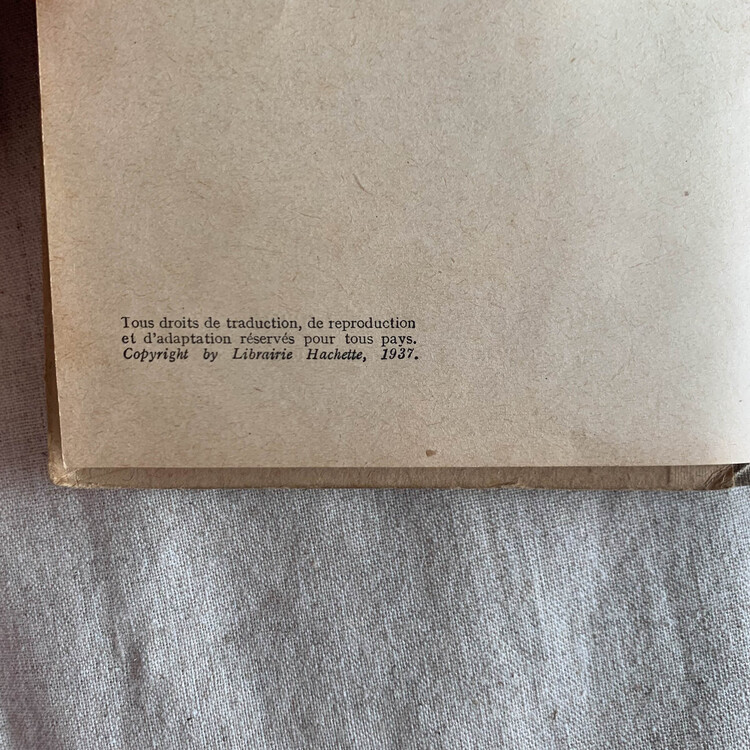 Tous droits de traduction, de reproduction
et d'adaptation réservés pour tous pays.
Copyright by Librairie Hachette, 1937.